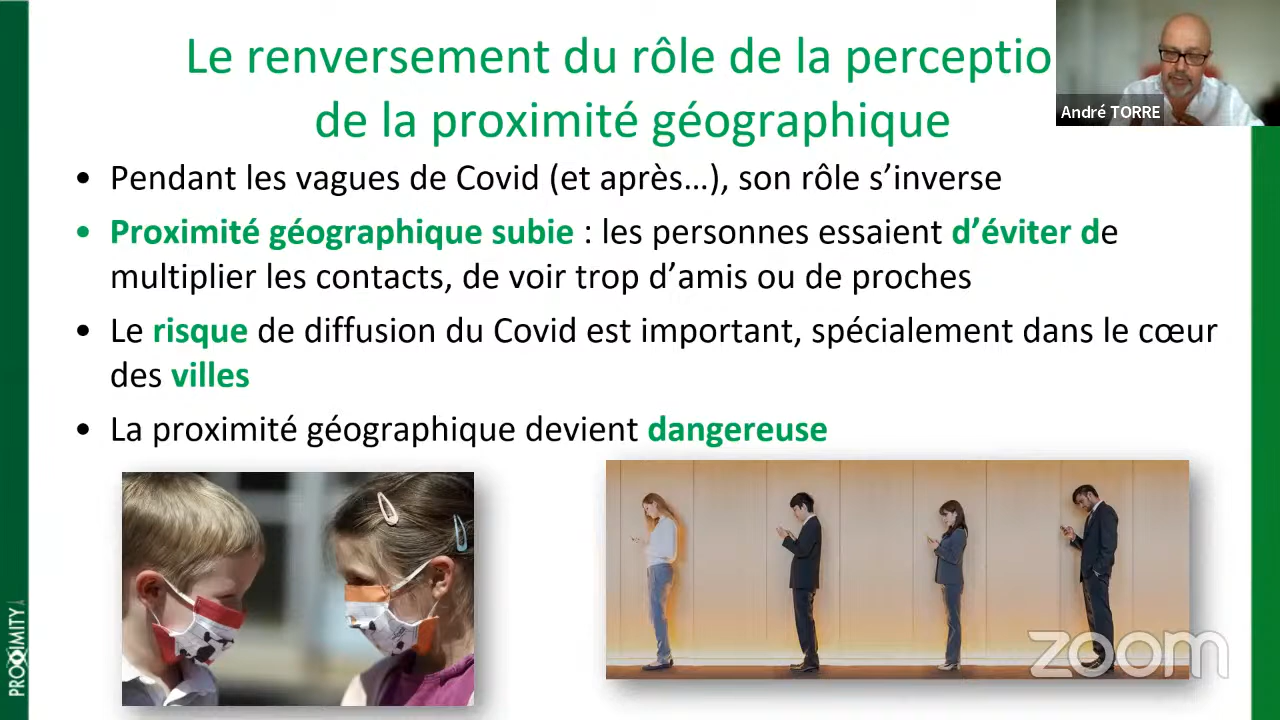 Le renversement du rôle de la perceptio
de la proximité géographique
André TORRE
• Pendant les vagues de Covid (et après…), son rôle s’inverse
• Proximité géographique subie : les personnes essaient d’éviter de
multiplier les contacts, de voir trop d’amis ou de proches
• Le risque de diffusion du Covid est important, spécialement dans le cœur
des villes
• La proximité géographique devient dangereuse
PROXIMITY
zoom